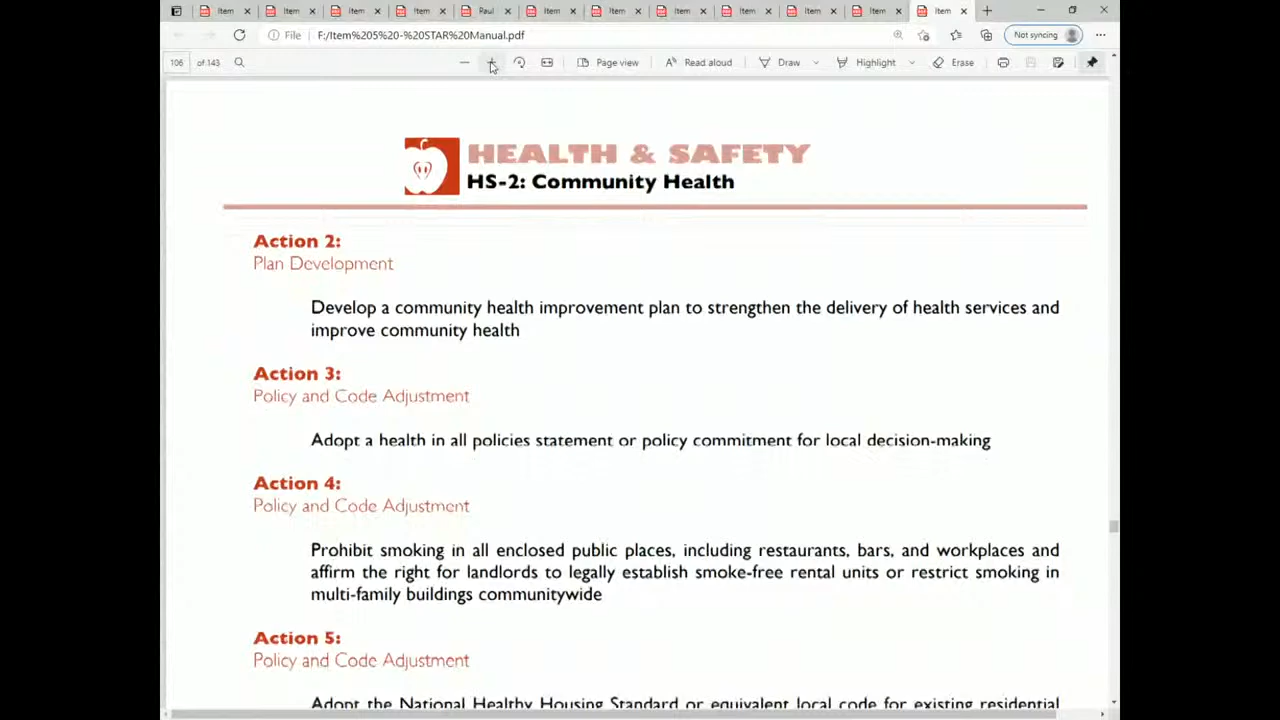 Item
Item
Item
Item
Paul
Item
Item
Item
Item
Item
Item
Item
File F:/Item%205%20-%20STAR%20Manual.pdf
Not syncing
106 of 143
Page view
Read aloud
Draw
Highlight
Erase
HEALTH & SAFETY
HS-2: Community Health
Action 2:
Plan Development
Develop a community health improvement plan to strengthen the delivery of health services and
improve community health
Action 3:
Policy and Code Adjustment
Adopt a health in all policies statement or policy commitment for local decision-making
Action 4:
Policy and Code Adjustment
Prohibit smoking in all enclosed public places, including restaurants, bars, and workplaces and
affirm the right for landlords to legally establish smoke-free rental units or restrict smoking in
multi-family buildings communitywide
Action 5:
Policy and Code Adjustment
Adopt the National Healthy Housing Standard or equivalent local code for existing residential